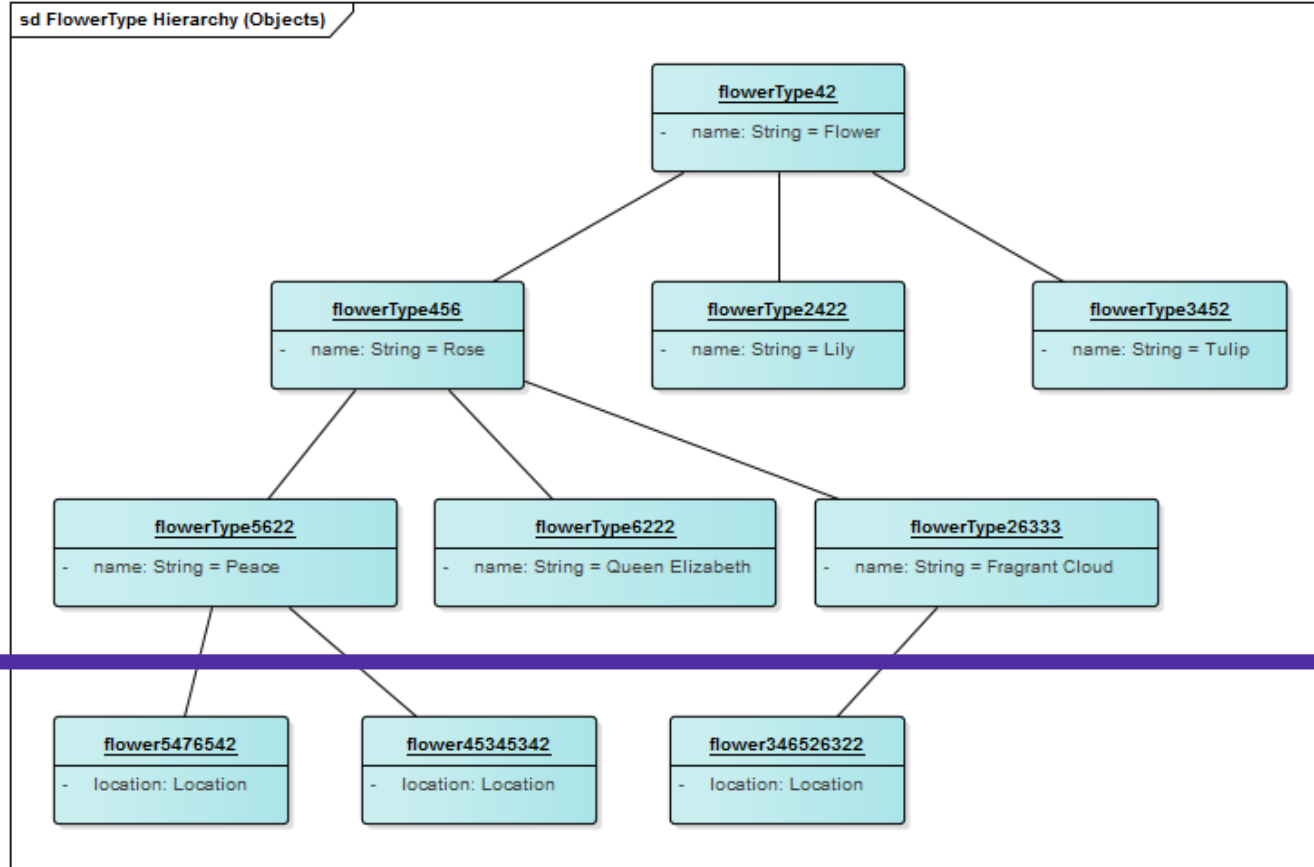 sd FlowerType Hierarchy (Objects)
flowerType42
- name: String = Flower
flowerType456
- name: String = Rose
flowerType2422
- name: String = Lily
flowerType3452
- name: String = Tulip
flowerType5622
- name: String = Peace
flowerType6222
- name: String = Queen Elizabeth
flowerType26333
- name: String = Fragrant Cloud
flower5476542
- location: Location
flower45345342
- location: Location
flower346526322
- location: Location